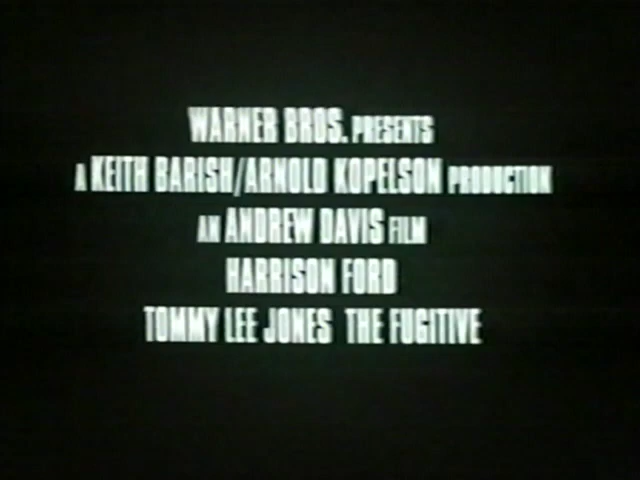 WARNER BROS. PRESENTS
A KEITH BARISH/ARNOLD KOPELSON PRODUCTION
AN ANDREW DAVIS FILM
HARRISON FORD
TOMMY LEE JONES THE FUGITIVE